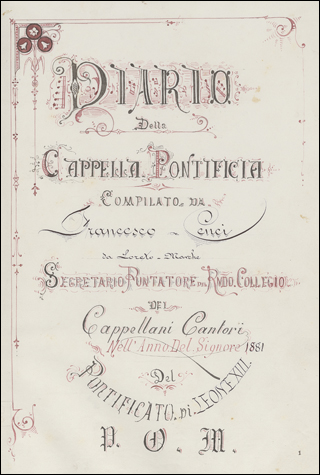 DIARIO
Della
CAPPELLA PONTIFICIA
COMPILATO DA
Francesco Cenci
da Loreto - Marche
SEGRETARIO PUNTATORE DEL RNDO. COLLEGIO
DEI
Cappellani Cantori
Nell'Anno Del Signore 1881
Del
PONTIFICATO DI LEONE XIII
P. O. M.
1